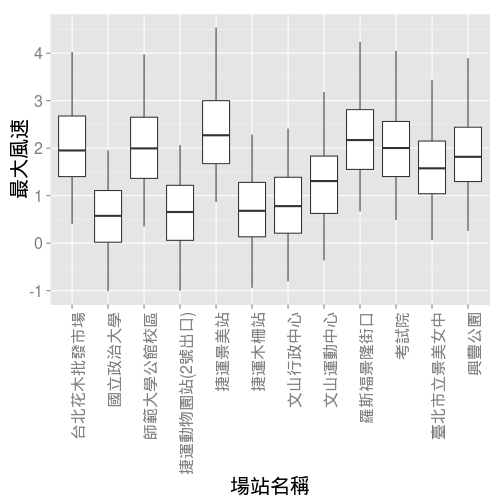 最大風速
4
3
2
1
0
-1
台北花木批發市場
國立政治大學
師範大學公館校區
捷運動物園站(2號出口)
捷運景美站
捷運木柵站
文山行政中心
文山運動中心
羅斯福景隆街口
考試院
臺北市立景美女中
興豐公園
場站名稱